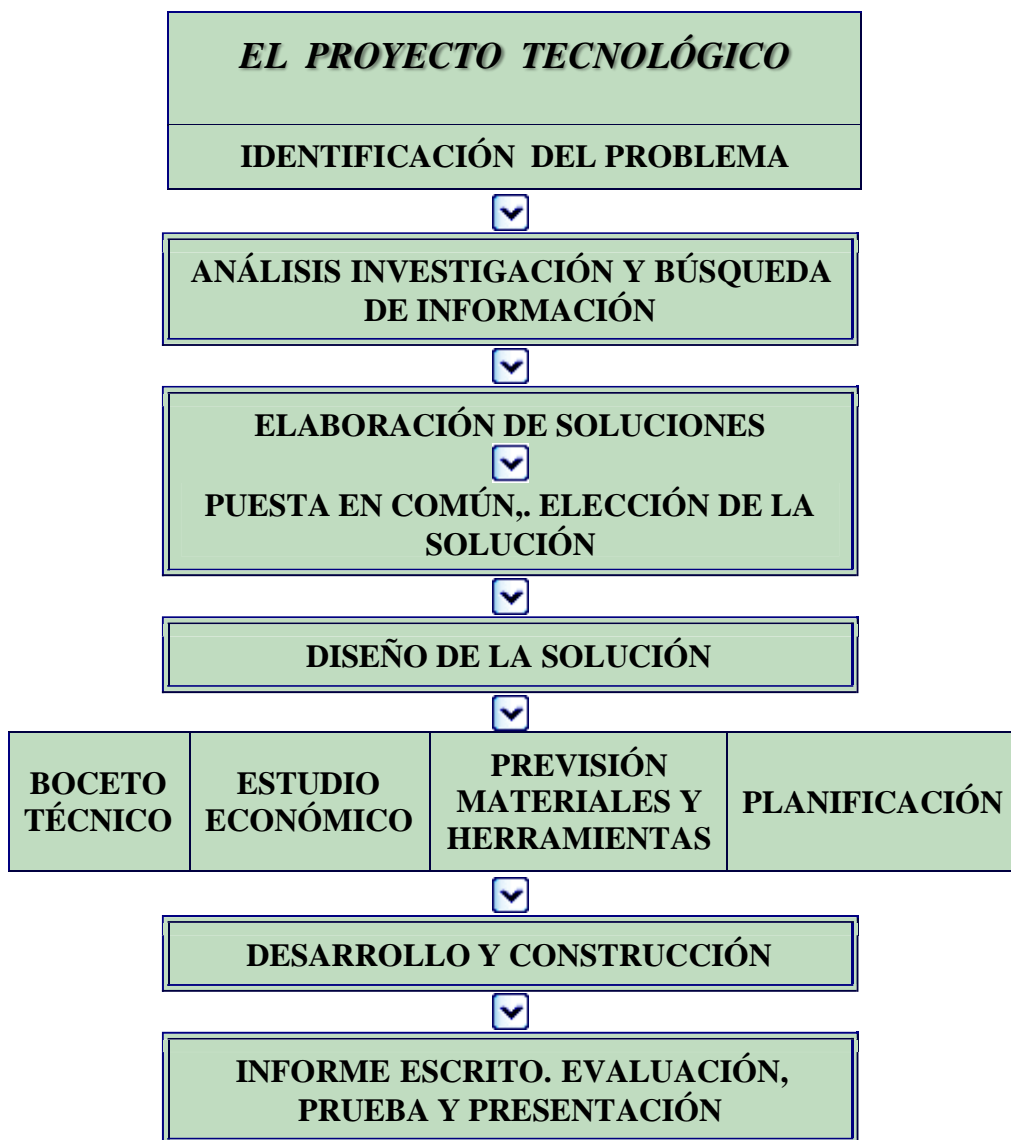 EL PROYECTO TECNOLÓGICO
IDENTIFICACIÓN DEL PROBLEMA
ANÁLISIS INVESTIGACIÓN Y BÚSQUEDA
DE INFORMACIÓN
ELABORACIÓN DE SOLUCIONES
PUESTA EN COMÚN,. ELECCIÓN DE LA
SOLUCIÓN
DISEÑO DE LA SOLUCIÓN
BOCETO
TÉCNICO
ESTUDIO
ECONÓMICO
PREVISIÓN
MATERIALES Y
HERRAMIENTAS
PLANIFICACIÓN
DESARROLLO Y CONSTRUCCIÓN
INFORME ESCRITO. EVALUACIÓN,
PRUEBA Y PRESENTACIÓN